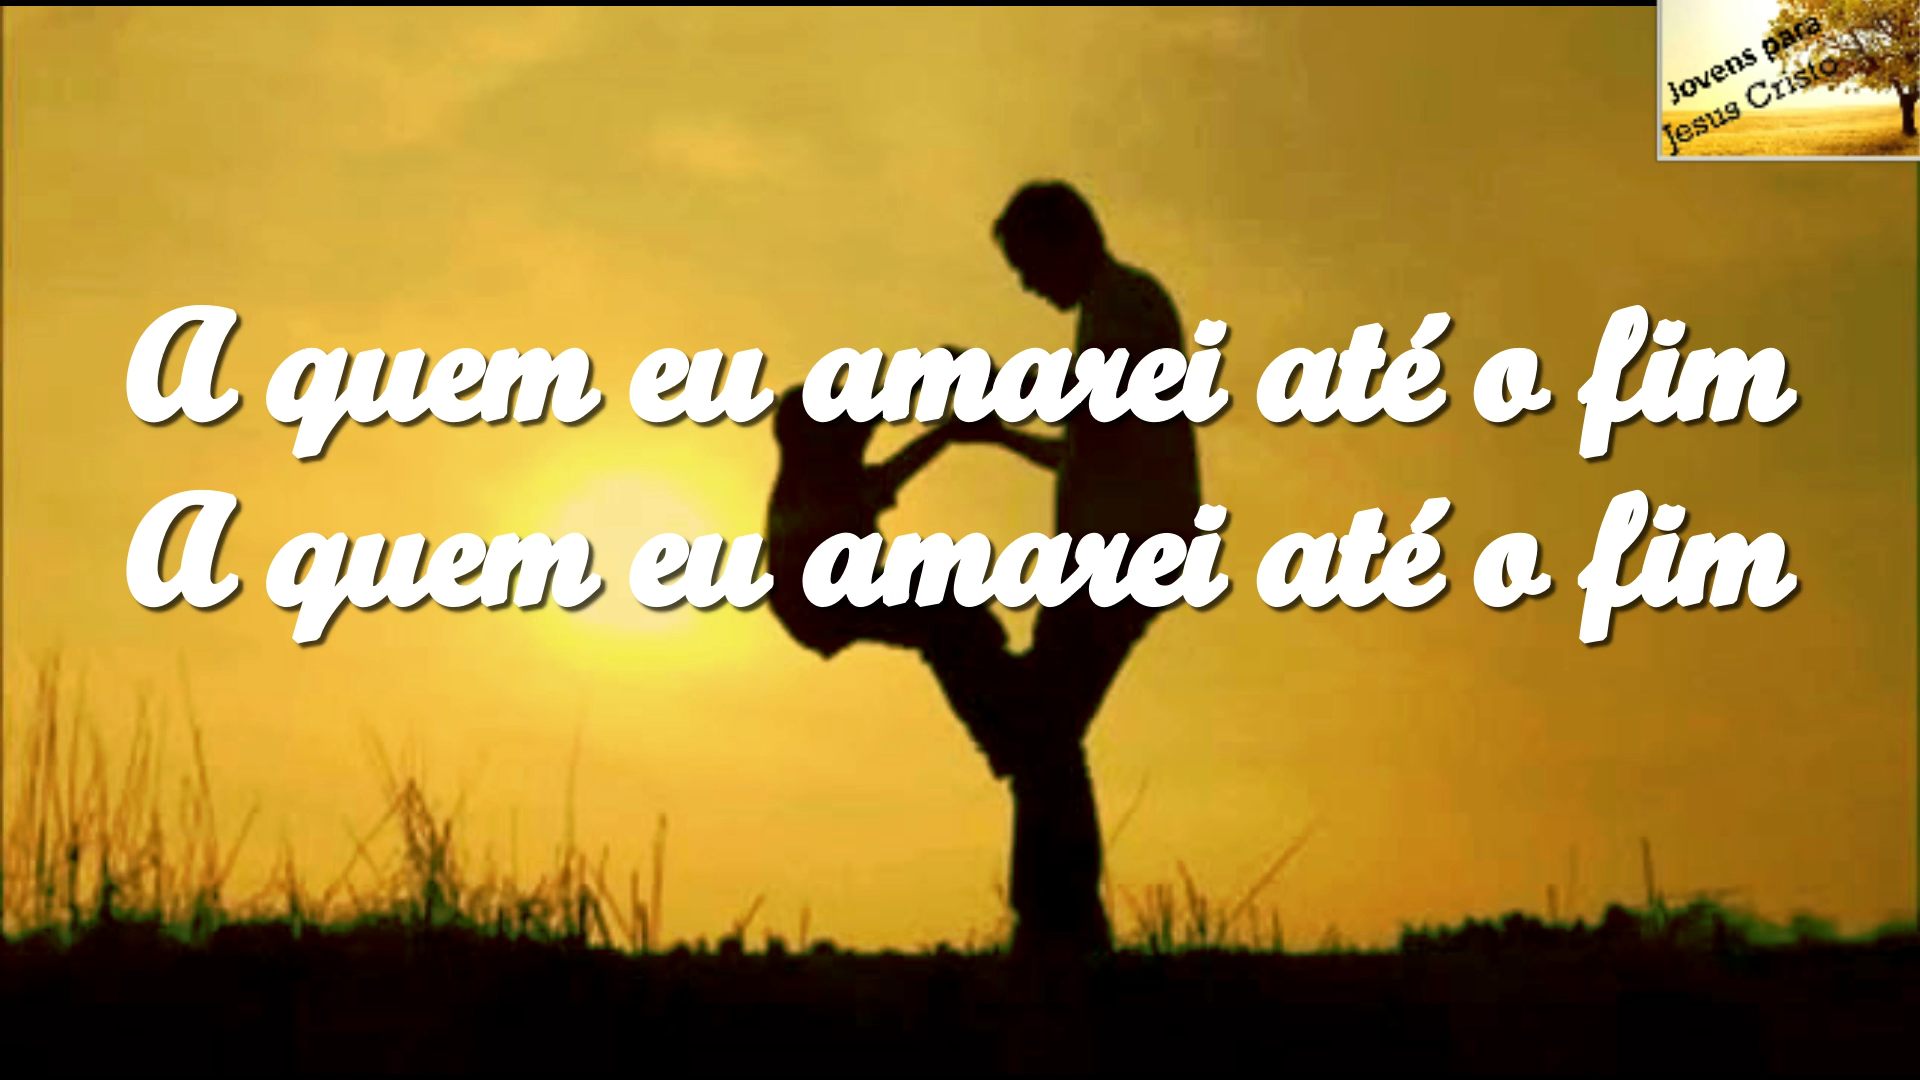 Jovens para
Jesus Cristo
A quem eu amarei até o fim
A quem eu amarei até o fim